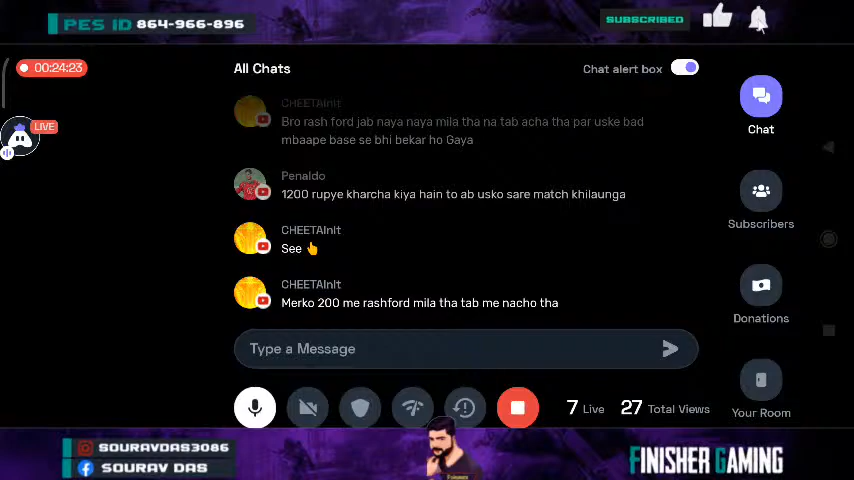 PES ID 864-966-896
SUBSCRIBED
00:24:23
All Chats
Chat alert box
LIVE
CHEETAInIt
Bro rash ford jab naya naya mila tha na tab acha tha par uske bad
mbaape base se bhi bekar ho Gaya
Chat
Penaldo
1200 rupye kharcha kiya hain to ab usko sare match khilaunga
Subscribers
CHEETAInIt
See 👆
CHEETAInIt
Merko 200 me rashford mila tha tab me nacho tha
Donations
Type a Message
7 Live 27 Total Views
Your Room
SOURAVDAS3086
SOURAV DAS
FINISHER GAMING